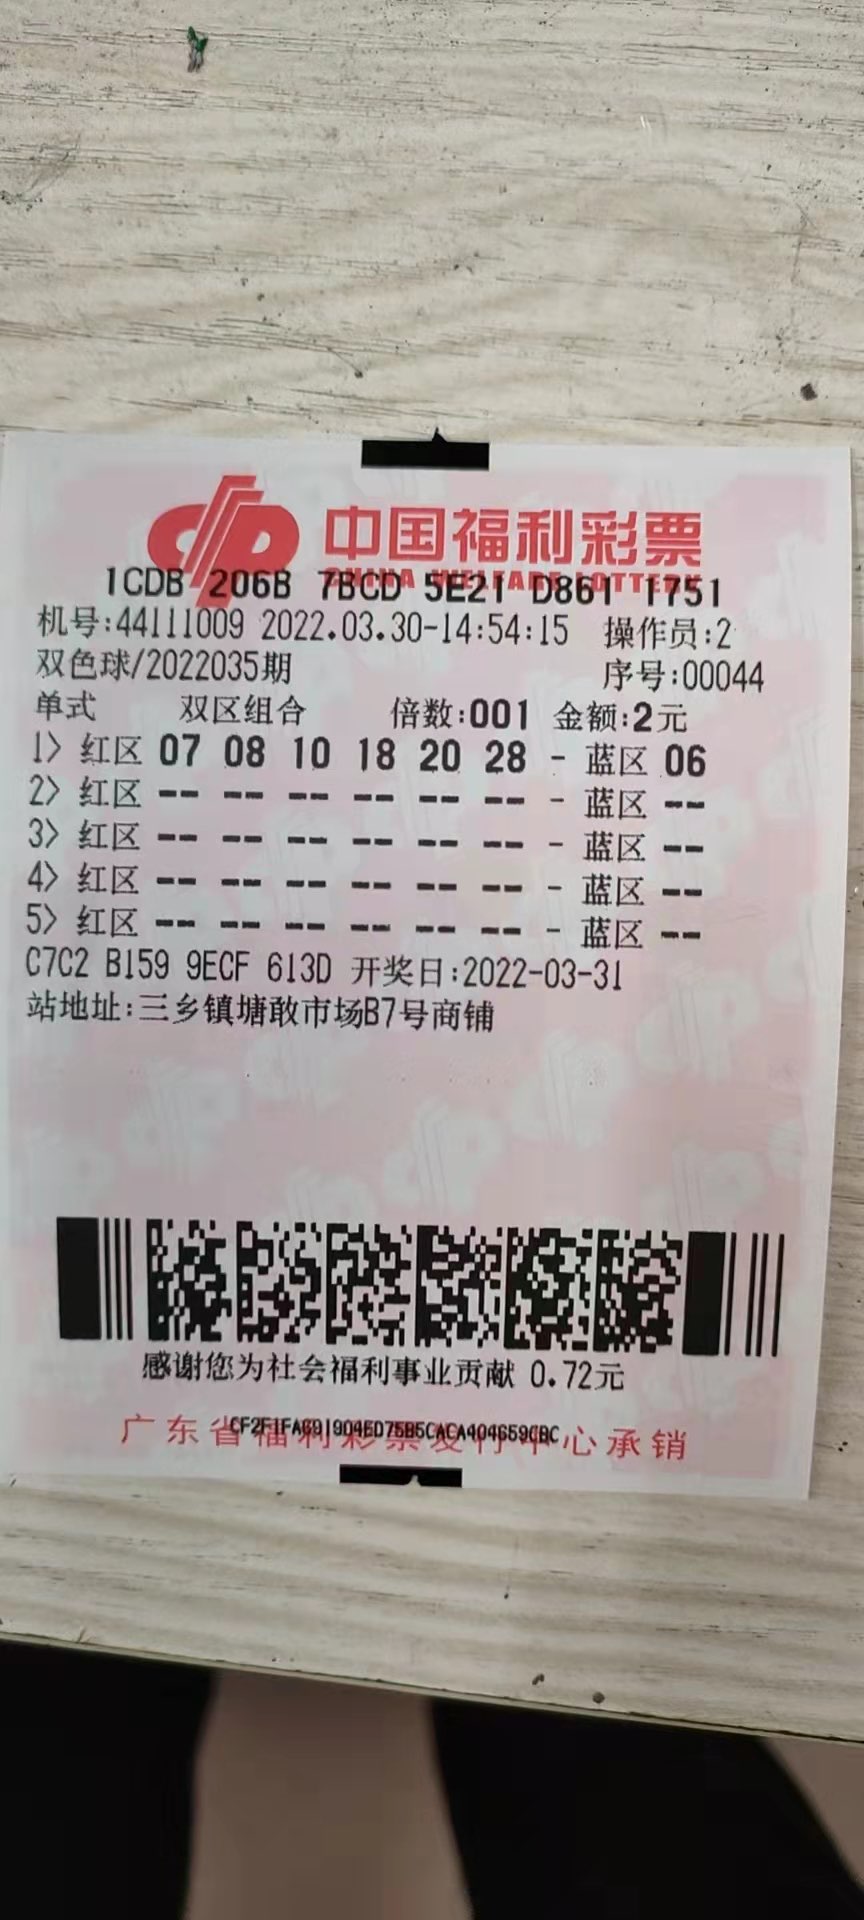 中国福利彩票
CHINA WELFARE LOTTERY
1CDB 206B 7BCD 5E21 D861 1751
机号:44111009 2022.03.30-14:54:15 操作员:2
双色球/2022035期 序号:00044
单式 双区组合 倍数:001 金额:2元
1> 红区 07 08 10 18 20 28 - 蓝区 06
2> 红区 -- -- -- -- -- -- - 蓝区 --
3> 红区 -- -- -- -- -- -- - 蓝区 --
4> 红区 -- -- -- -- -- -- - 蓝区 --
5> 红区 -- -- -- -- -- -- - 蓝区 --
C7C2 B159 9ECF 613D 开奖日:2022-03-31
站地址:三乡镇塘敢市场B7号商铺
感谢您为社会福利事业贡献 0.72元
广东省福利彩票发行中心承销